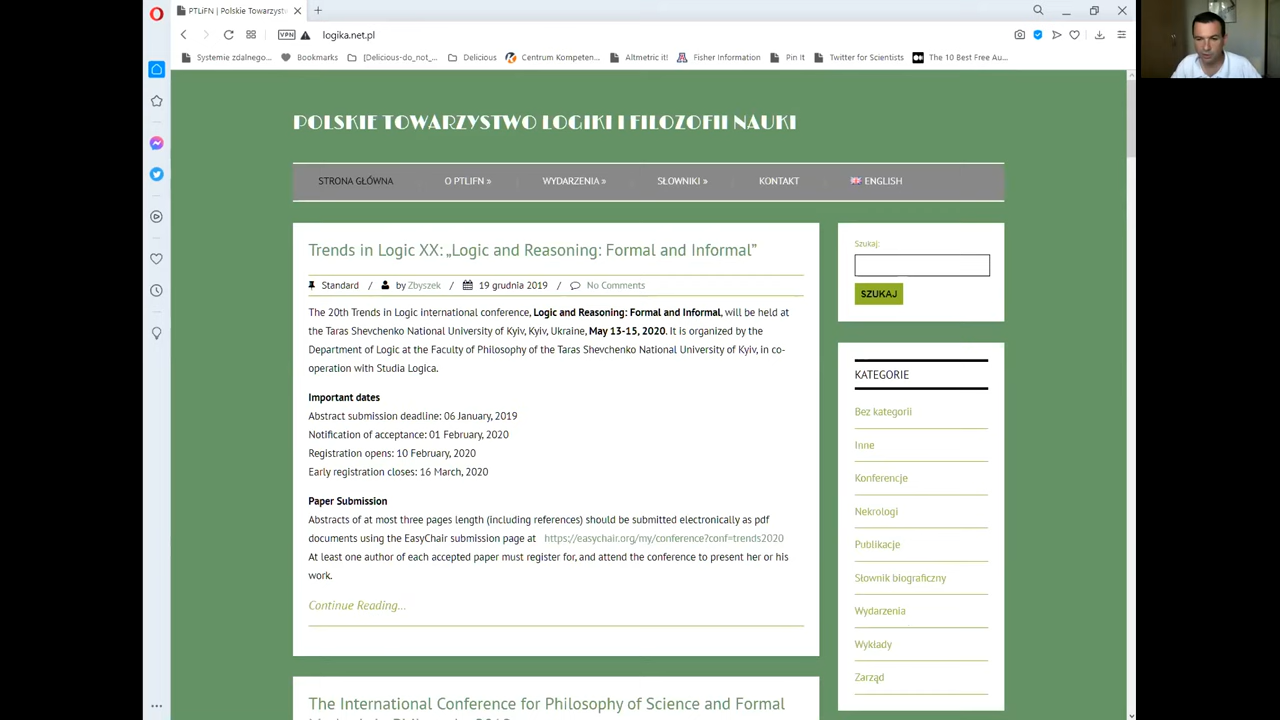 PTLiFN | Polskie Towarzyst
VPN
logika.net.pl
Systemie zdalnego...
Bookmarks
[Delicious-do_not_...
Delicious
Centrum Kompeten...
Altmetric it!
Fisher Information
Pin It
Twitter for Scientists
The 10 Best Free Au...
POLSKIE TOWARZYSTWO LOGIKI I FILOZOFII NAUKI
STRONA GŁÓWNA
O PTLIFN »
WYDARZENIA »
SŁOWNIKI »
KONTAKT
ENGLISH
Trends in Logic XX: „Logic and Reasoning: Formal and Informal”
Standard / by Zbyszek / 19 grudnia 2019 / No Comments
The 20th Trends in Logic international conference, Logic and Reasoning: Formal and Informal, will be held at
the Taras Shevchenko National University of Kyiv, Kyiv, Ukraine, May 13-15, 2020. It is organized by the
Department of Logic at the Faculty of Philosophy of the Taras Shevchenko National University of Kyiv, in co-
operation with Studia Logica.
Important dates
Abstract submission deadline: 06 January, 2019
Notification of acceptance: 01 February, 2020
Registration opens: 10 February, 2020
Early registration closes: 16 March, 2020
Paper Submission
Abstracts of at most three pages length (including references) should be submitted electronically as pdf
documents using the EasyChair submission page at https://easychair.org/my/conference?conf=trends2020
At least one author of each accepted paper must register for, and attend the conference to present her or his
work.
Continue Reading...
The International Conference for Philosophy of Science and Formal
Szukaj:
SZUKAJ
KATEGORIE
Bez kategorii
Inne
Konferencje
Nekrologi
Publikacje
Słownik biograficzny
Wydarzenia
Wykłady
Zarząd